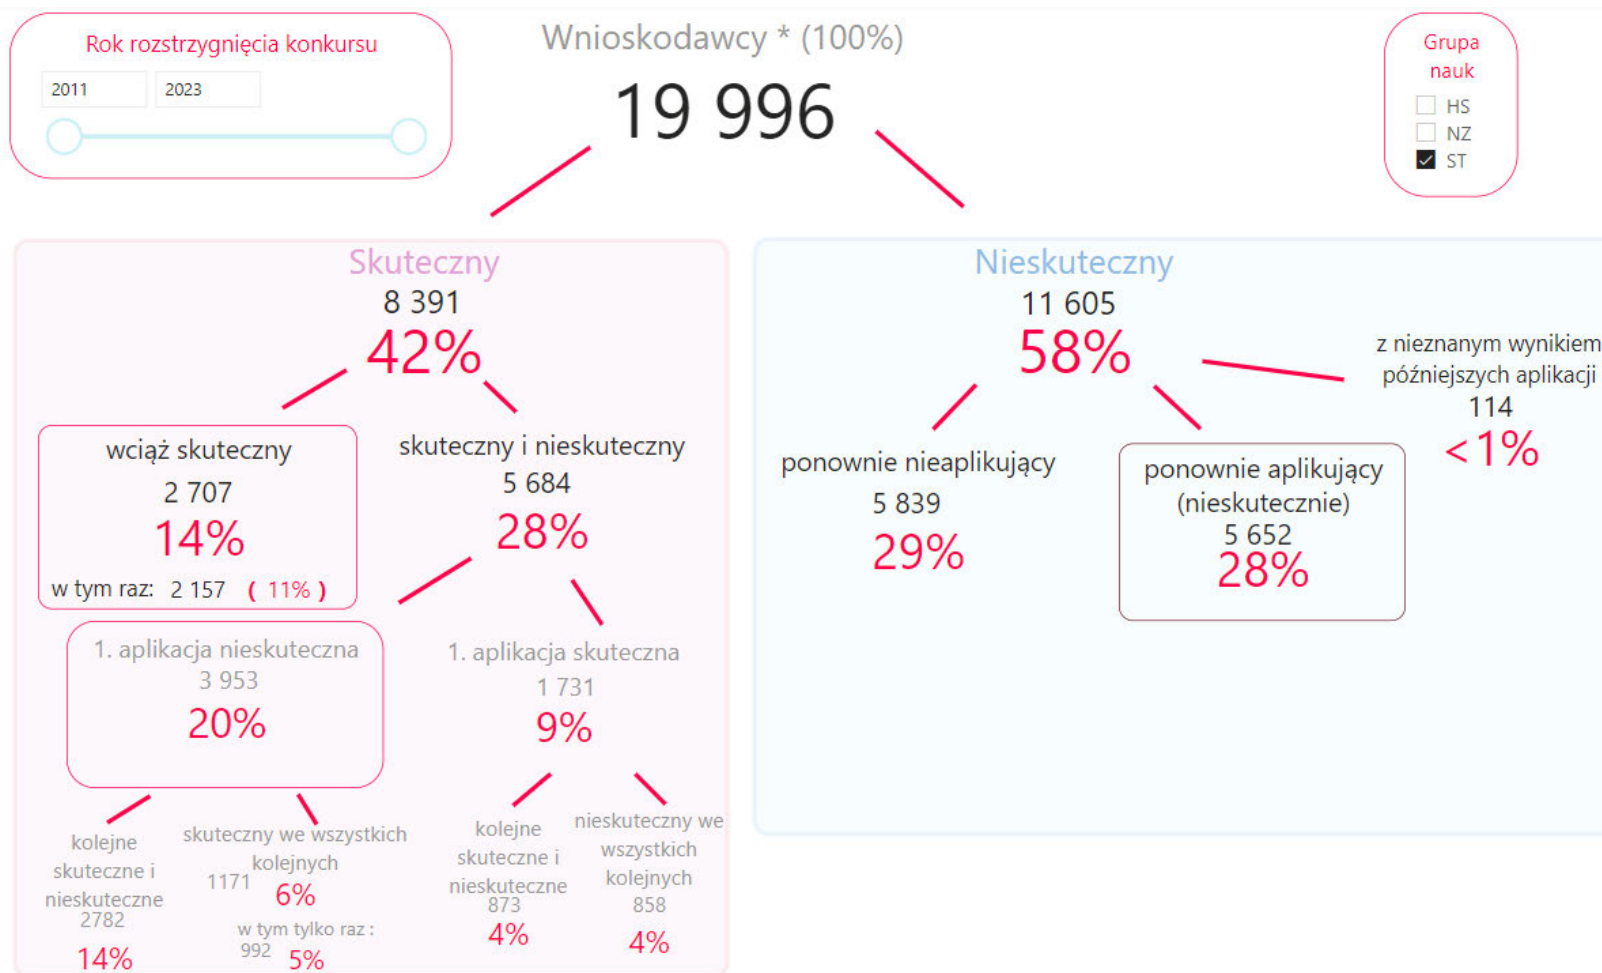 Rok rozstrzygnięcia konkursu
2011 2023
Wnioskodawcy * (100%)
19 996
Grupa
nauk
HS
NZ
ST
Skuteczny
8 391
42%
wciąż skuteczny
2 707
14%
w tym raz: 2 157 ( 11% )
skuteczny i nieskuteczny
5 684
28%
1. aplikacja nieskuteczna
3 953
20%
1. aplikacja skuteczna
1 731
9%
kolejne
skuteczne i
nieskuteczne
2782
14%
skuteczny we wszystkich
kolejnych
1171 6%
w tym tylko raz :
992 5%
kolejne
skuteczne i
nieskuteczne
873
4%
nieskuteczny we
wszystkich
kolejnych
858
4%
Nieskuteczny
11 605
58%
ponownie nieaplikujący
5 839
29%
ponownie aplikujący
(nieskutecznie)
5 652
28%
z nieznanym wynikiem
późniejszych aplikacji
114
<1%